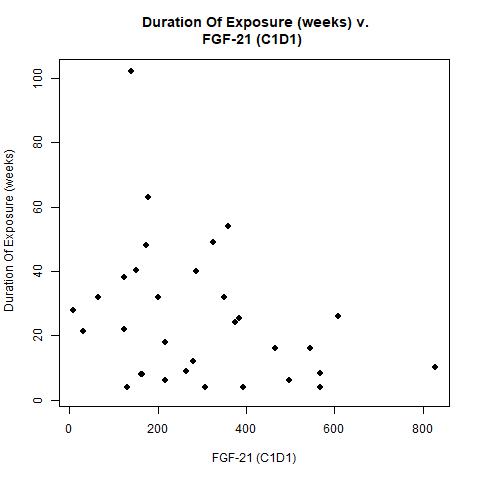 Duration Of Exposure (weeks) v.
FGF-21 (C1D1)
Duration Of Exposure (weeks)
100
80
60
40
20
0
0 200 400 600 800
FGF-21 (C1D1)